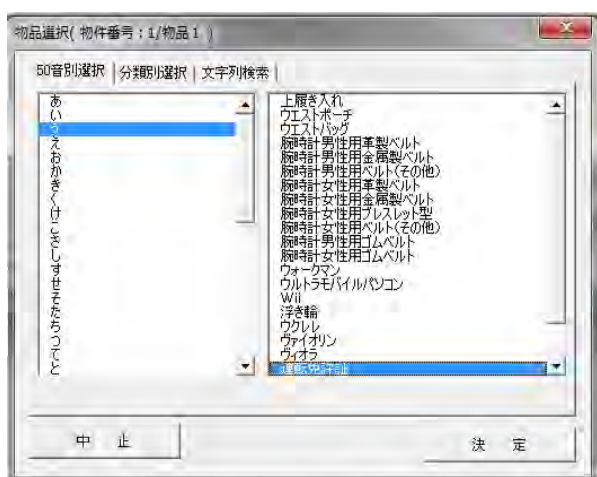 物品選択( 物件番号：1/物品１ )
50音別選択
分類別選択
文字列検索
あ
い
う
え
お
か
き
く
け
こ
さ
し
す
せ
そ
た
ち
つ
て
と
上履き入れ
ウエストポーチ
ウエストバッグ
腕時計男性用革製ベルト
腕時計男性用金属製ベルト
腕時計男性用ベルト(その他)
腕時計女性用革製ベルト
腕時計女性用金属製ベルト
腕時計女性用ブレスレット型
腕時計女性用ベルト(その他)
腕時計男性用ゴムベルト
腕時計女性用ゴムベルト
ウォークマン
ウルトラモバイルパソコン
Wii
浮き輪
ウクレレ
ヴァイオリン
ヴィオラ
運転免許証
中 止
決 定